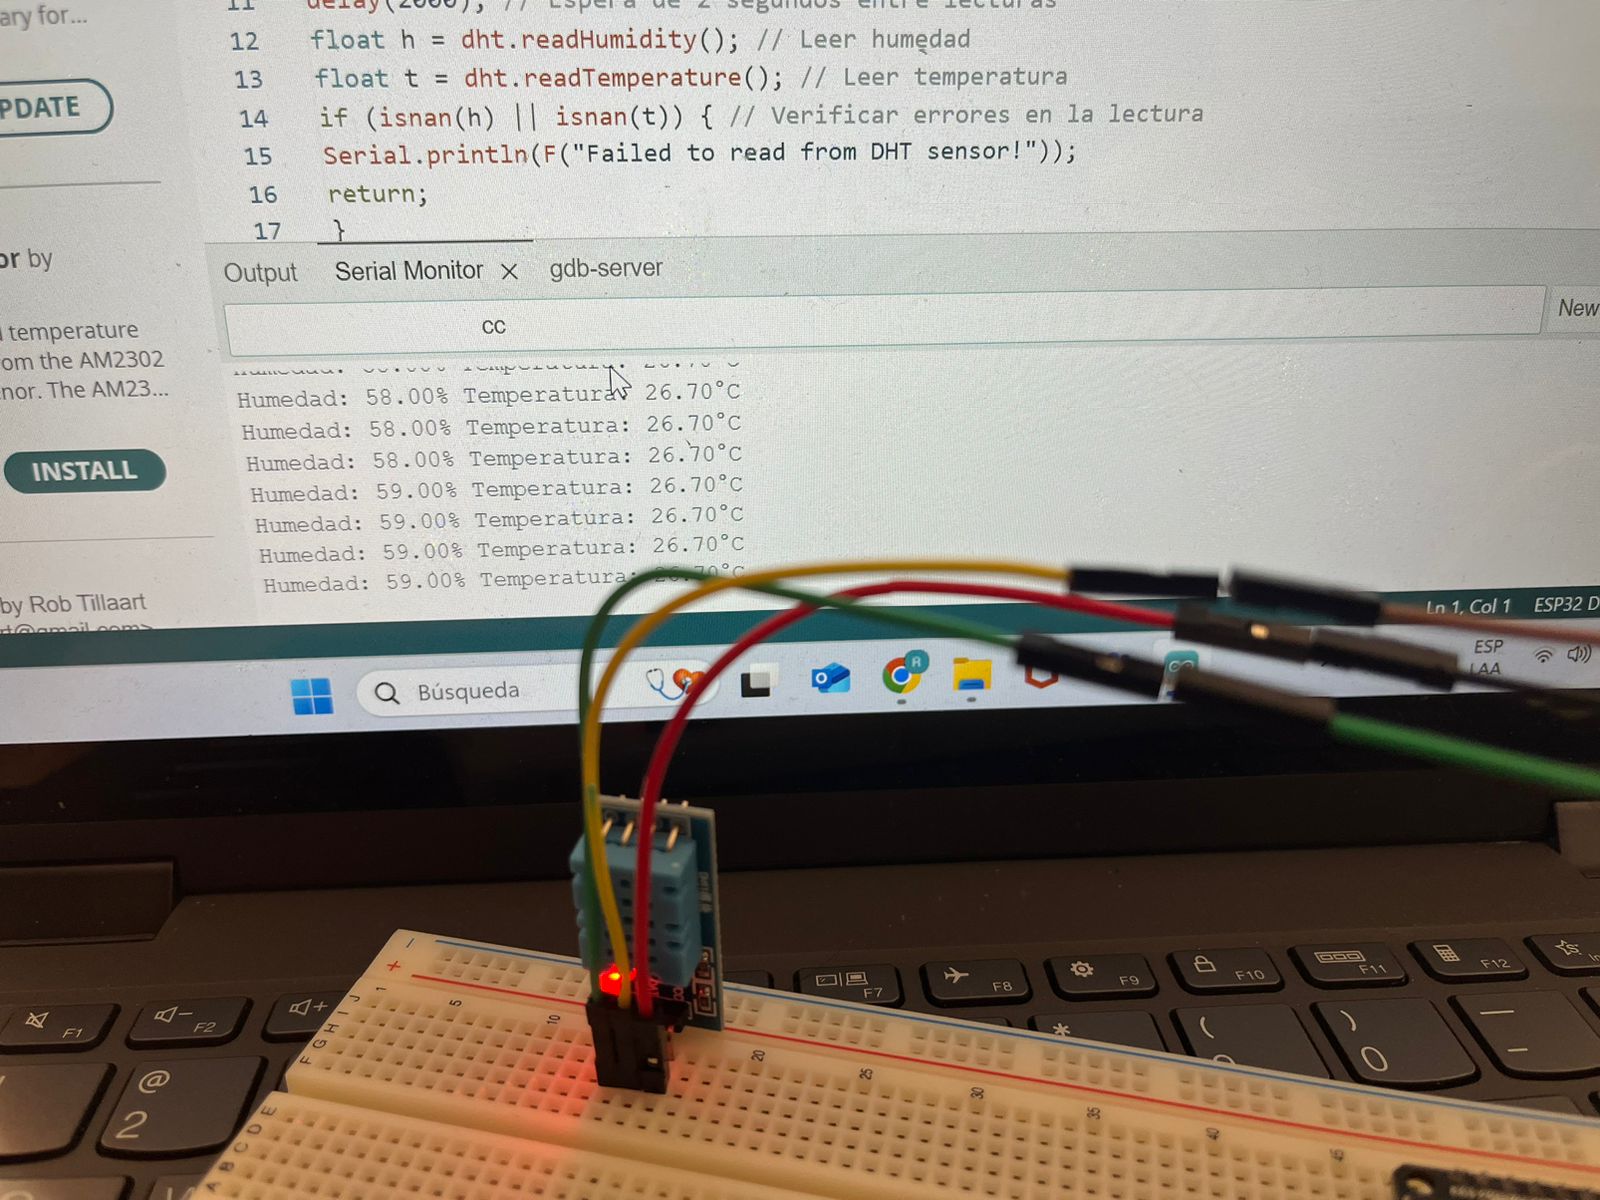 ary for...
PDATE
or by
temperature
om the AM2302
nor. The AM23...
INSTALL
by Rob Tillaart
11 delay(2000); // Espera de 2 segundos entre lecturas
12 float h = dht.readHumidity(); // Leer humedad
13 float t = dht.readTemperature(); // Leer temperatura
14 if (isnan(h) || isnan(t)) { // Verificar errores en la lectura
15 Serial.println(F("Failed to read from DHT sensor!"));
16 return;
17 }
Output Serial Monitor × gdb-server
cc
New
Humedad: 58.00% Temperatura: 26.70°C
Humedad: 58.00% Temperatura: 26.70°C
Humedad: 58.00% Temperatura: 26.70°C
Humedad: 59.00% Temperatura: 26.70°C
Humedad: 59.00% Temperatura: 26.70°C
Humedad: 59.00% Temperatura: 26.70°C
Humedad: 59.00% Temperatura
Ln 1, Col 1 ESP32 D
Búsqueda
R
ESP
LAA
F1 F2 F7 F8 F9 F10 F11 F12
@
2
*
(
)
0
− +
1 5 10 20 25 30 35 40 45
J
I
H
G
F
E
D
C
B
A